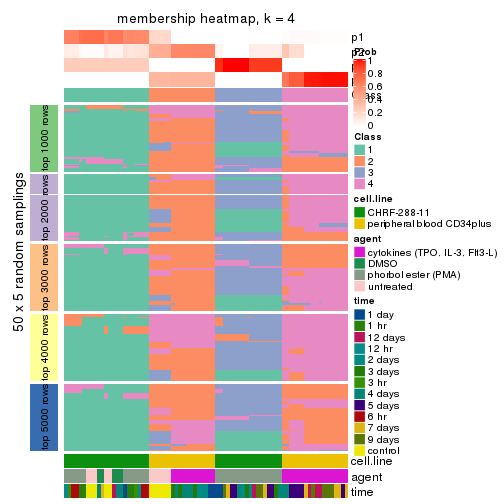 membership heatmap, k = 4
50 x 5 random samplings
top 1000 rows
top 2000 rows
top 3000 rows
top 4000 rows
top 5000 rows
p1
p2
cell.line
agent
time
Prob
1
0.8
0.6
0.4
0.2
0
Class
1
2
3
4
cell.line
CHRF-288-11
peripheral blood CD34plus
agent
cytokines (TPO, IL-3, Flt3-L)
DMSO
phorbol ester (PMA)
untreated
time
1 day
1 hr
12 days
12 hr
2 days
3 days
3 hr
4 days
5 days
6 hr
7 days
9 days
control